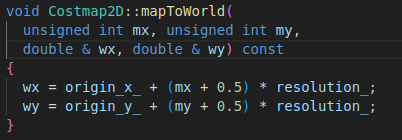 void Costmap2D::mapToWorld(
  unsigned int mx, unsigned int my,
  double & wx, double & wy) const
{
  wx = origin_x_ + (mx + 0.5) * resolution_;
  wy = origin_y_ + (my + 0.5) * resolution_;
}